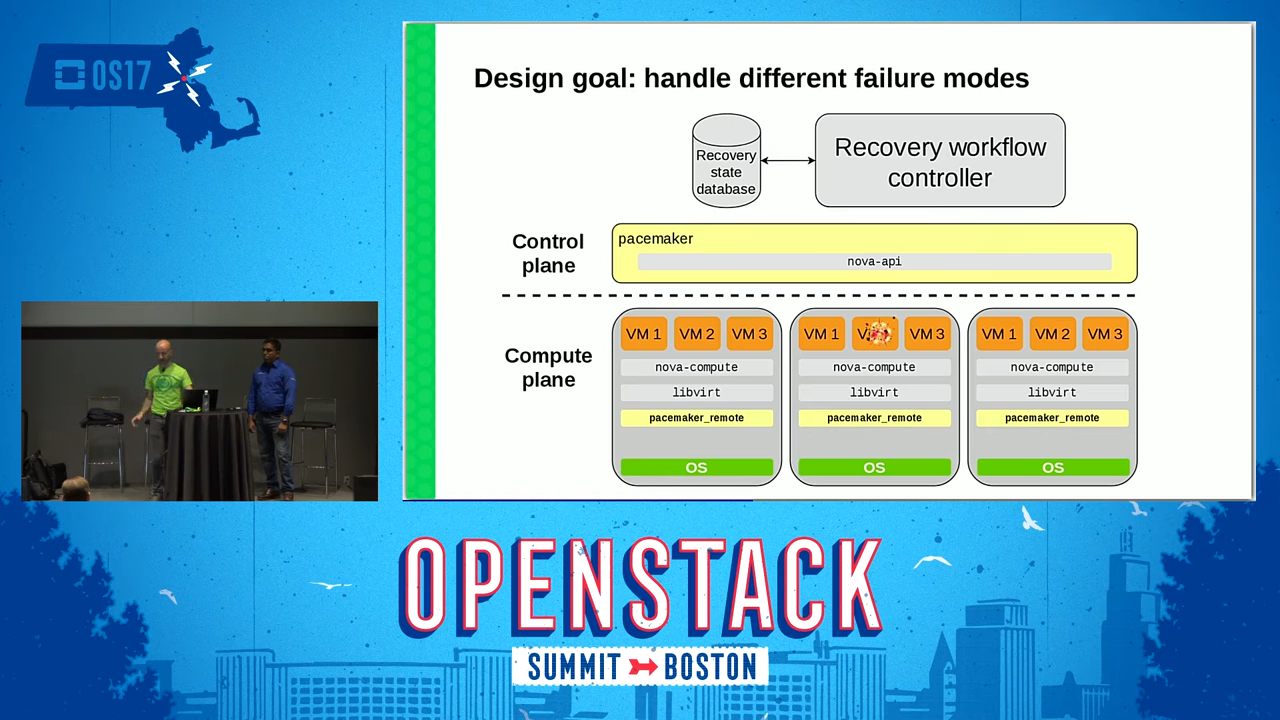 OS17
Design goal: handle different failure modes
Recovery
state
database
Recovery workflow
controller
Control
plane
pacemaker
nova-api
Compute
plane
VM 1 VM 2 VM 3
nova-compute
libvirt
pacemaker_remote
OS
VM 1 VM 3
nova-compute
libvirt
pacemaker_remote
OS
VM 1 VM 2 VM 3
nova-compute
libvirt
pacemaker_remote
OS
OPENSTACK
SUMMIT BOSTON